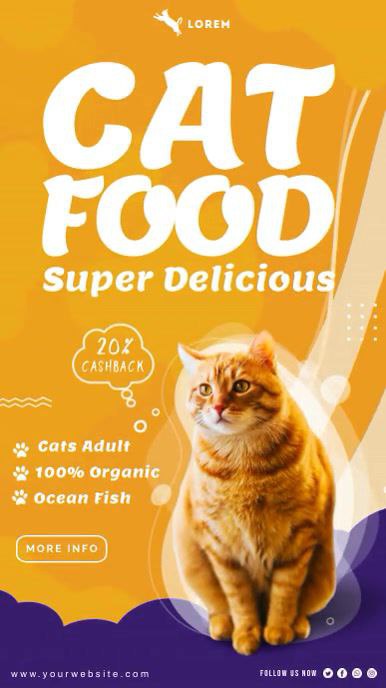 LOREM
CAT
FOOD
Super Delicious
20%
CASHBACK
Cats Adult
100% Organic
Ocean Fish
MORE INFO
www.yourwebsite.com
FOLLOW US NOW